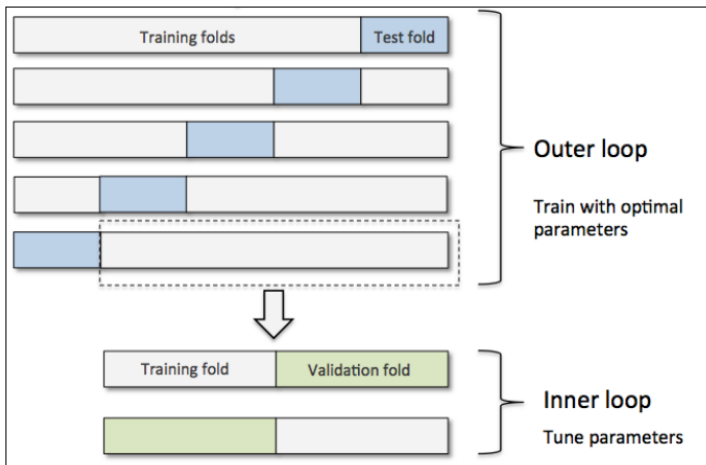 Training folds
Test fold
Outer loop
Train with optimal
parameters
Training fold
Validation fold
Inner loop
Tune parameters